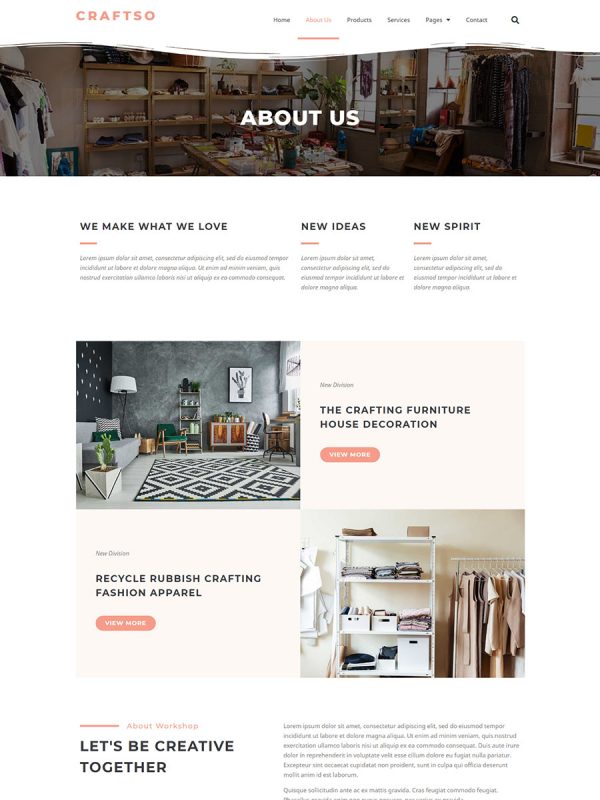 CRAFTSO
Home About Us Products Services Pages Contact
ABOUT US
WE MAKE WHAT WE LOVE
Lorem ipsum dolor sit amet, consectetur adipiscing elit, sed do eiusmod tempor
incididunt ut labore et dolore magna aliqua. Ut enim ad minim veniam, quis
nostrud exercitation ullamco laboris nisi ut aliquip ex ea commodo consequat.
NEW IDEAS
Lorem ipsum dolor sit amet,
consectetur adipiscing elit, sed do
eiusmod tempor incididunt ut labore et
dolore magna aliqua.
NEW SPIRIT
Lorem ipsum dolor sit amet,
consectetur adipiscing elit, sed do
eiusmod tempor incididunt ut labore et
dolore magna aliqua.
New Division
THE CRAFTING FURNITURE
HOUSE DECORATION
VIEW MORE
New Division
RECYCLE RUBBISH CRAFTING
FASHION APPAREL
VIEW MORE
About Workshop
LET'S BE CREATIVE
TOGETHER
Lorem ipsum dolor sit amet, consectetur adipiscing elit, sed do eiusmod tempor
incididunt ut labore et dolore magna aliqua. Ut enim ad minim veniam, quis
nostrud exercitation ullamco laboris nisi ut aliquip ex ea commodo consequat. Duis aute irure
dolor in reprehenderit in voluptate velit esse cillum dolore eu fugiat nulla pariatur.
Excepteur sint occaecat cupidatat non proident, sunt in culpa qui officia deserunt
mollit anim id est laborum.
Quisque sollicitudin ante ac ex mattis gravida. Cras feugiat commodo feugiat.